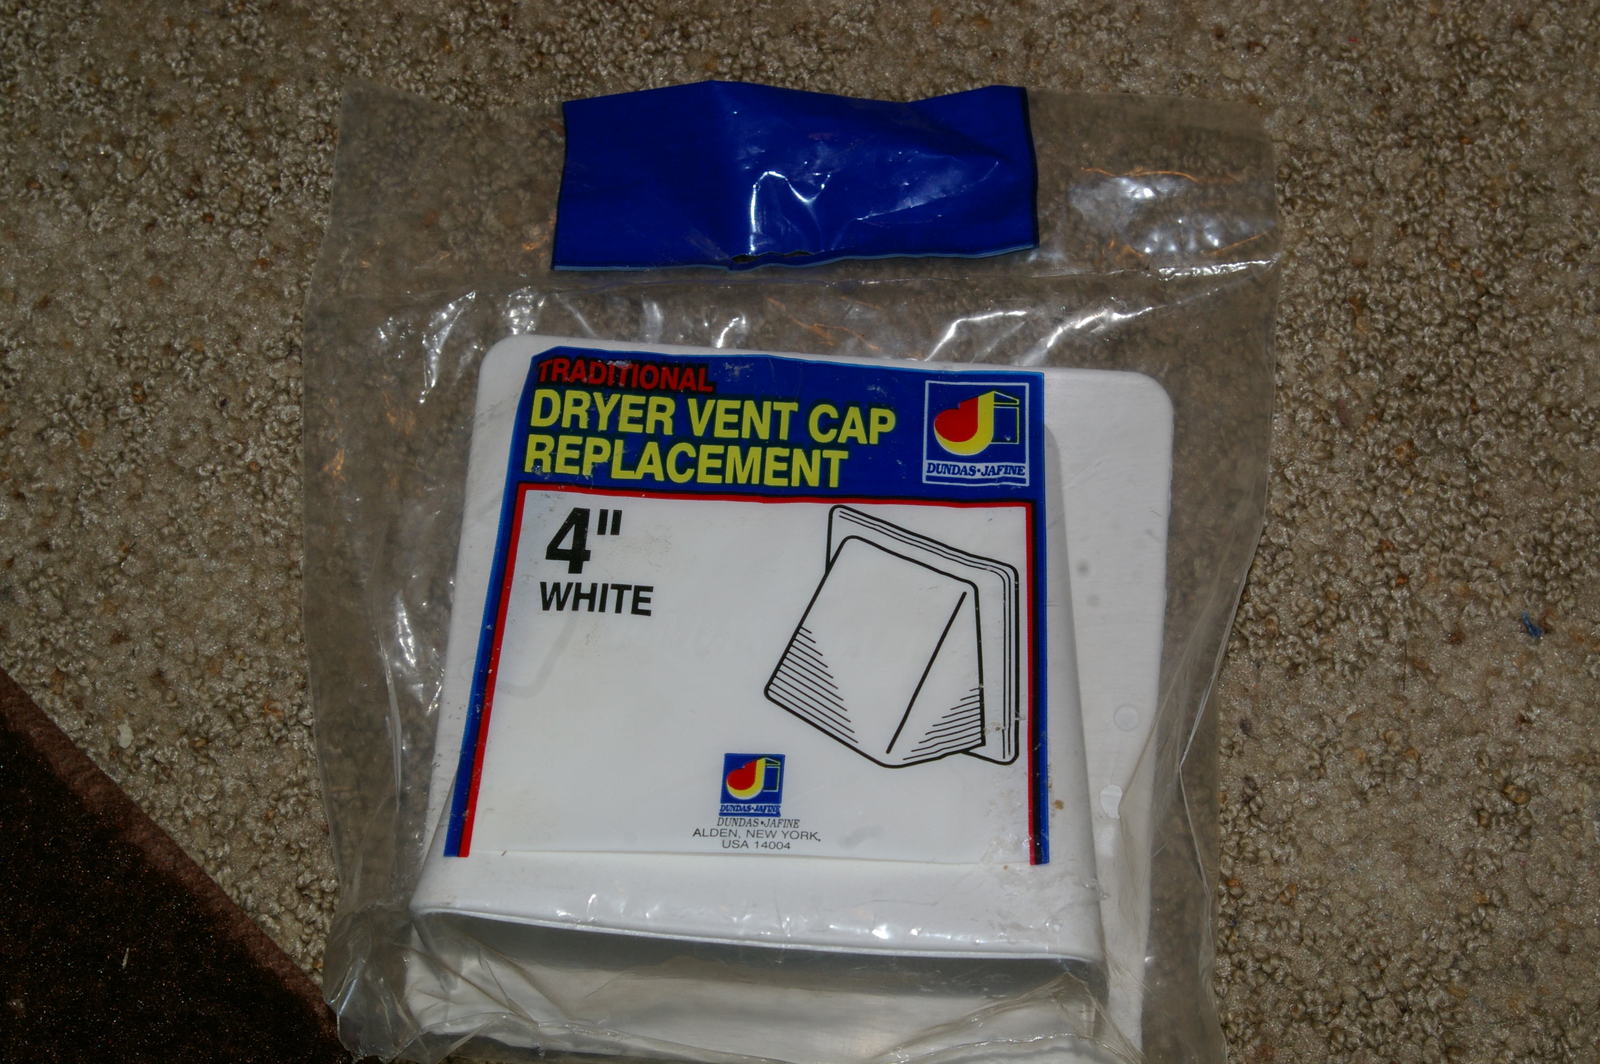 TRADITIONAL
DRYER VENT CAP
REPLACEMENT
DUNDAS•JAFINE
4"
WHITE
DUNDAS•JAFINE
DUNDAS•JAFINE
ALDEN, NEW YORK,
USA 14004